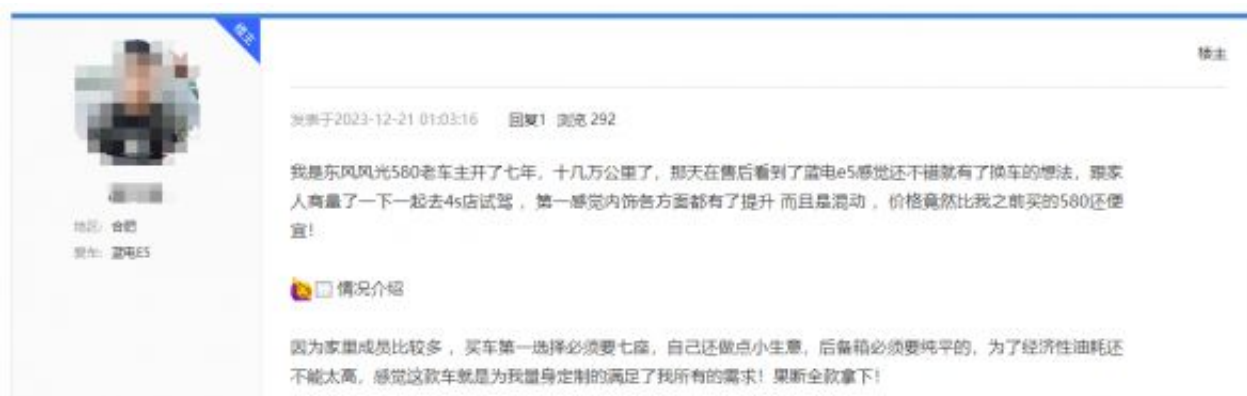 楼主
楼主
发表于2023-12-21 01:03:16 回复1 浏览 292
我是东风风光580老车主开了七年，十几万公里了，那天在售后看到了蓝电e5感觉还不错就有了换车的想法，跟家
人商量了一下一起去4s店试驾 ，第一感觉内饰各方面都有了提升 而且是混动 ，价格竟然比我之前买的580还便
宜！
情况介绍
地区: 合肥
爱车: 蓝电E5
因为家里成员比较多 ，买车第一选择必须要七座，自己还做点小生意，后备箱必须要纯平的，为了经济性油耗还
不能太高，感觉这款车就是为我量身定制的满足了我所有的需求！果断全款拿下！